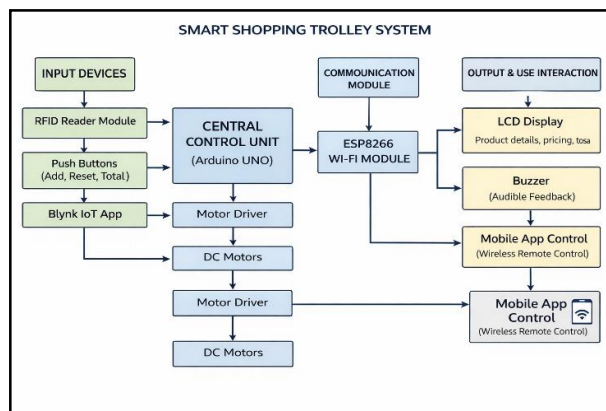 SMART SHOPPING TROLLEY SYSTEM
INPUT DEVICES
RFID Reader Module
Push Buttons
(Add, Reset, Total)
Blynk IoT App
CENTRAL
CONTROL UNIT
(Arduino UNO)
Motor Driver
DC Motors
Motor Driver
DC Motors
COMMUNICATION
MODULE
ESP8266
WI-FI MODULE
OUTPUT & USE INTERACTION
LCD Display
Product details, pricing, tosa
Buzzer
(Audible Feedback)
Mobile App Control
(Wireless Remote Control)
Mobile App
Control
(Wireless Remote Control)